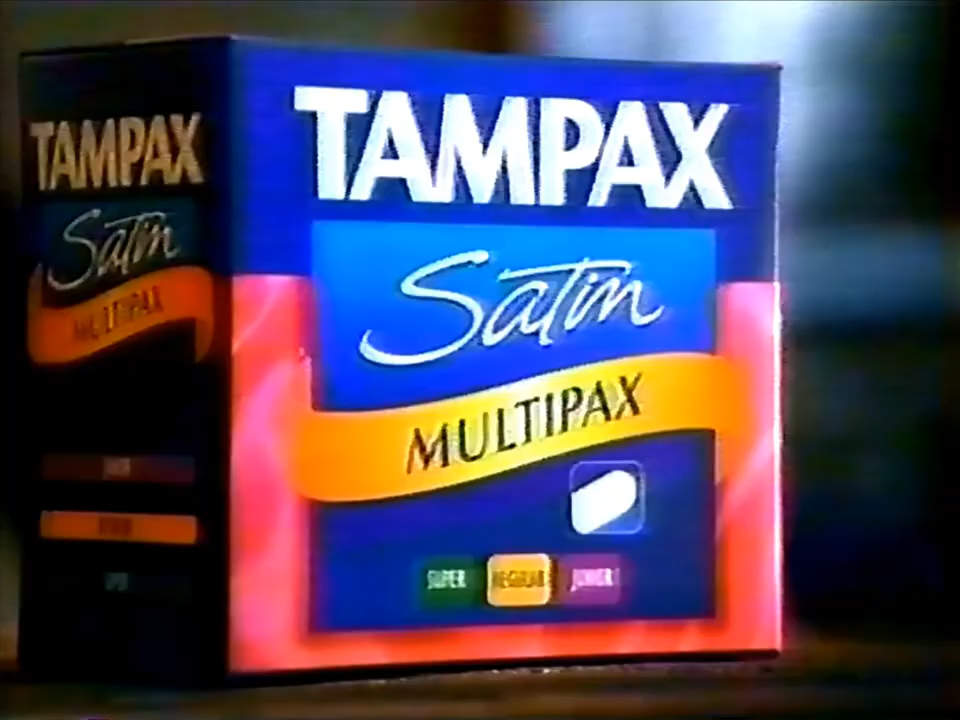 TAMPAX
Satin
MULTIPAX
TAMPAX
Satin
MULTIPAX
SUPER REGULAR JUNIOR